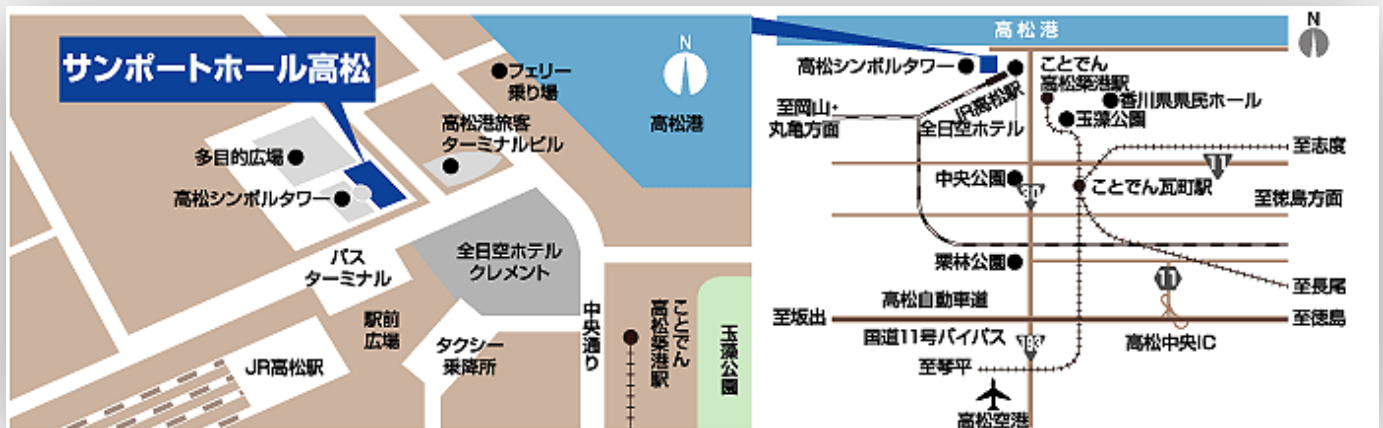 サンポートホール高松
フェリー
乗り場
N
高松港
高松港旅客
ターミナルビル
多目的広場
高松シンボルタワー
バス
ターミナル
全日空ホテル
クレメント
駅前
広場
タクシー
乗降所
JR高松駅
中央通り
ことでん
高松築港駅
玉藻公園
高松港
N
高松シンボルタワー
ことでん
高松築港駅
JR高松駅
香川県県民ホール
玉藻公園
至岡山・
丸亀方面
全日空ホテル
至志度
11
中央公園
30
ことでん瓦町駅
至徳島方面
栗林公園
11
至長尾
高松自動車道
至坂出
至徳島
国道11号バイパス
193
高松中央IC
至琴平
高松空港